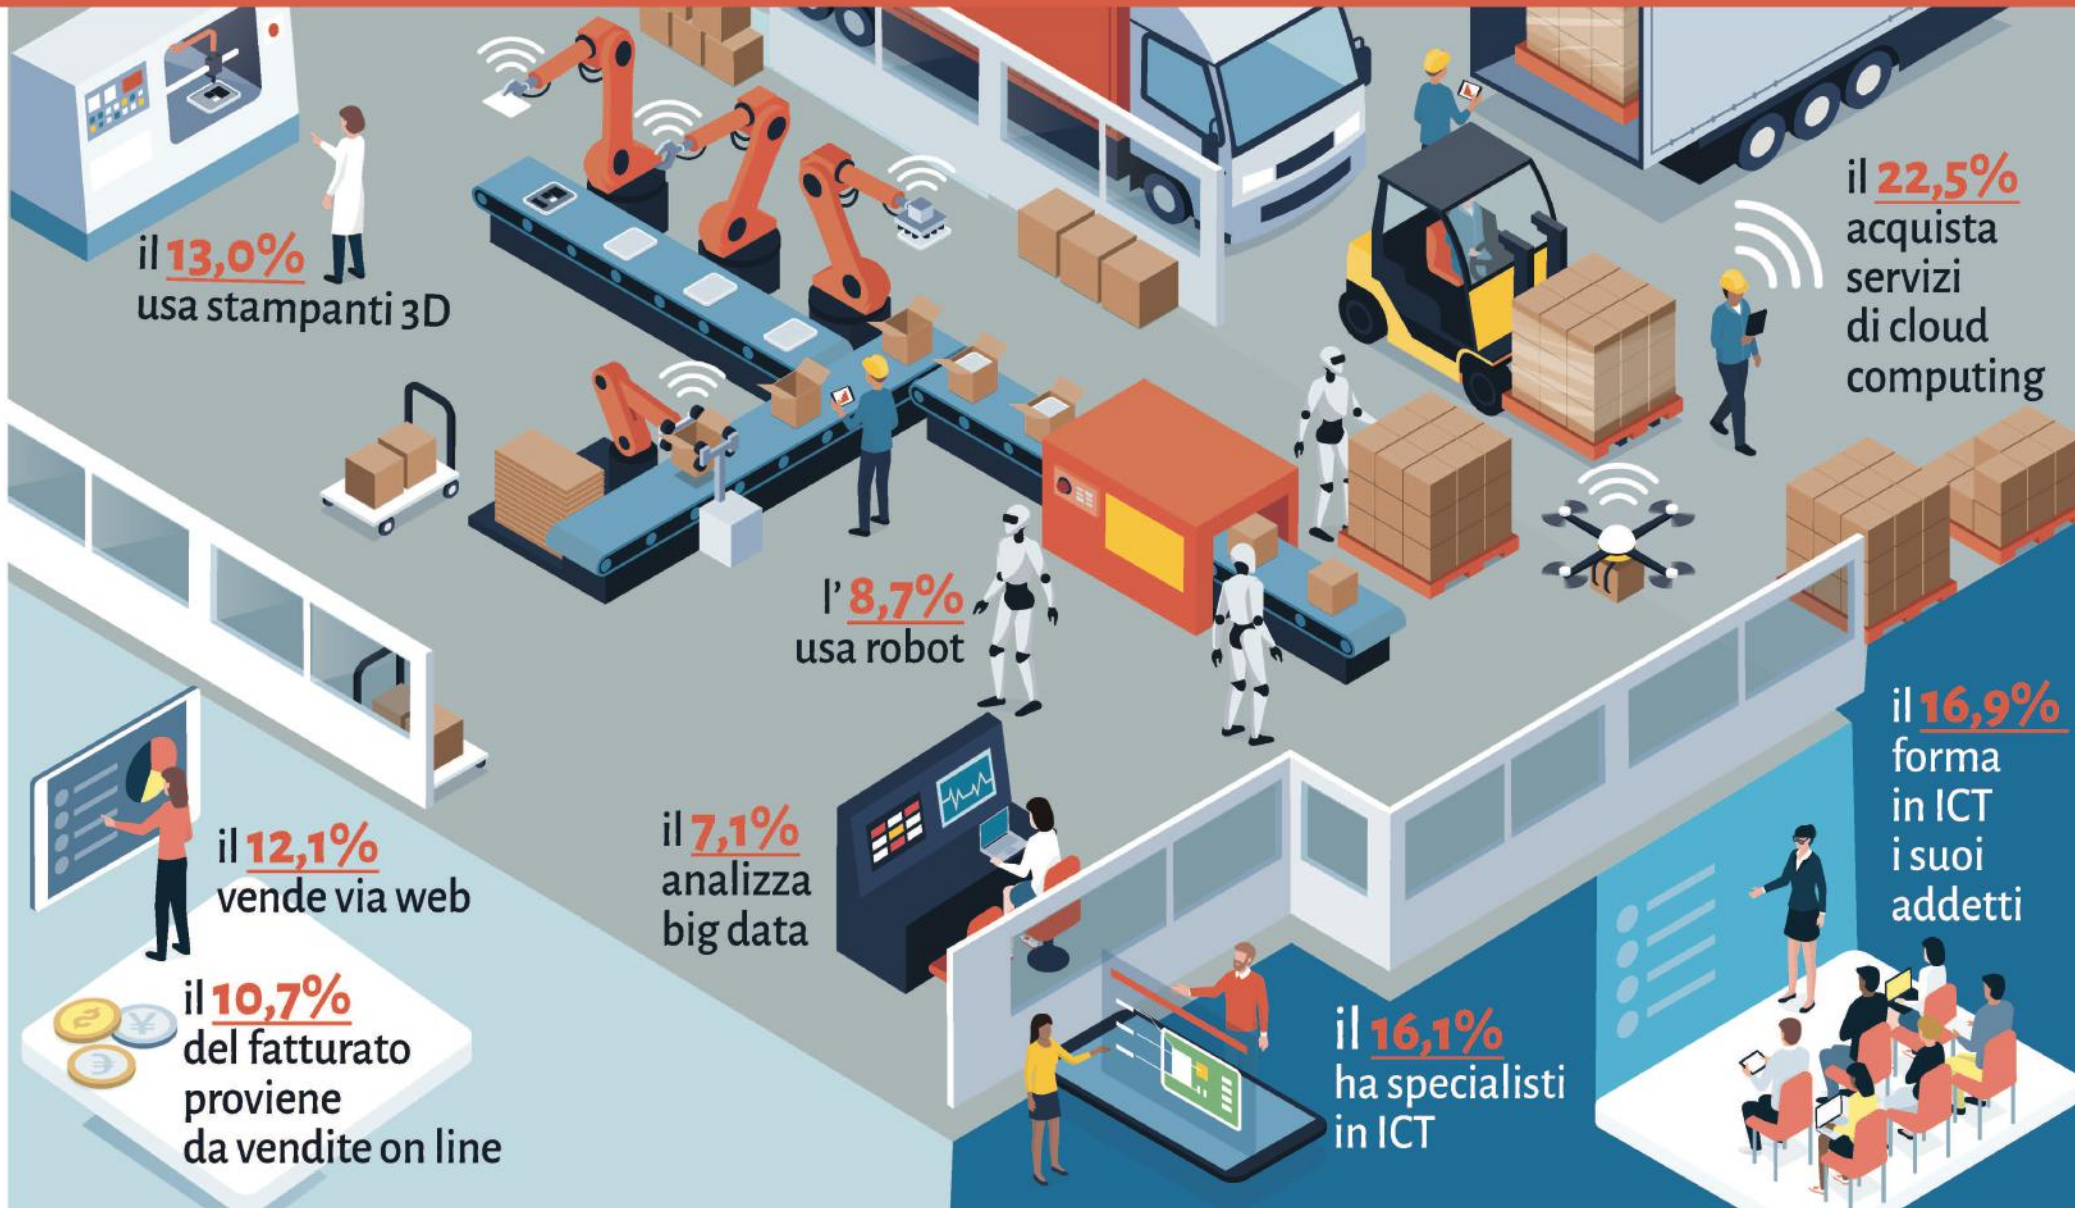 il 13,0%
usa stampanti 3D
il 22,5%
acquista
servizi
di cloud
computing
l' 8,7%
usa robot
il 16,9%
forma
in ICT
i suoi
addetti
il 12,1%
vende via web
il 7,1%
analizza
big data
il 10,7%
del fatturato
proviene
da vendite on line
il 16,1%
ha specialisti
in ICT